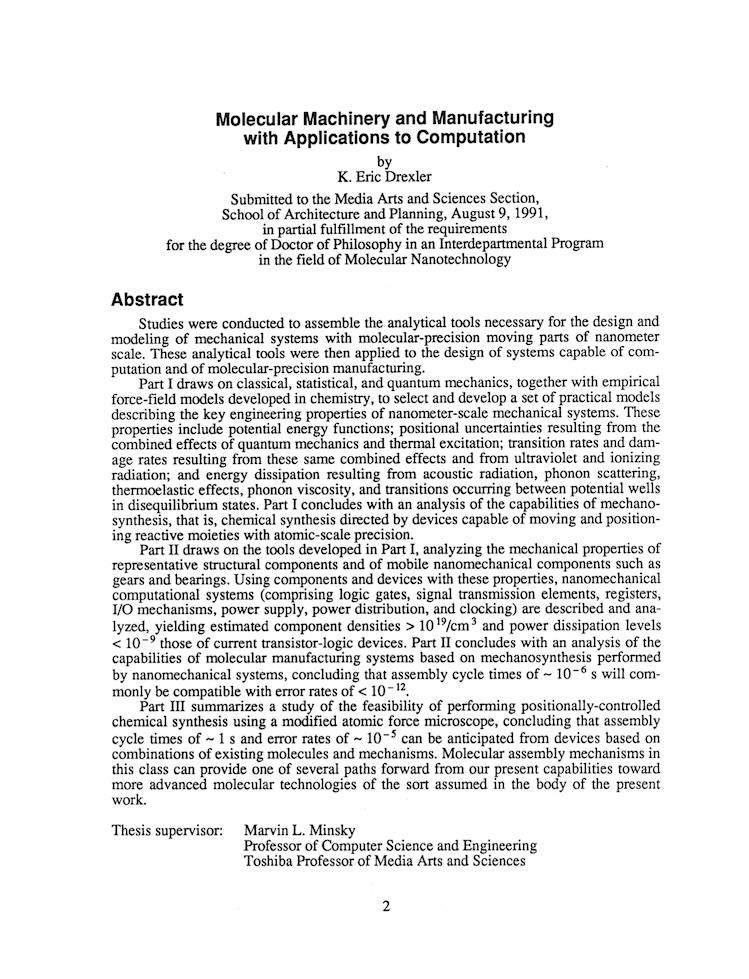 Molecular Machinery and Manufacturing
with Applications to Computation
by
K. Eric Drexler
Submitted to the Media Arts and Sciences Section,
School of Architecture and Planning, August 9, 1991,
in partial fulfillment of the requirements
for the degree of Doctor of Philosophy in an Interdepartmental Program
in the field of Molecular Nanotechnology
Abstract
Studies were conducted to assemble the analytical tools necessary for the design and
modeling of mechanical systems with molecular-precision moving parts of nanometer
scale. These analytical tools were then applied to the design of systems capable of com-
putation and of molecular-precision manufacturing.
Part I draws on classical, statistical, and quantum mechanics, together with empirical
force-field models developed in chemistry, to select and develop a set of practical models
describing the key engineering properties of nanometer-scale mechanical systems. These
properties include potential energy functions; positional uncertainties resulting from the
combined effects of quantum mechanics and thermal excitation; transition rates and dam-
age rates resulting from these same combined effects and from ultraviolet and ionizing
radiation; and energy dissipation resulting from acoustic radiation, phonon scattering,
thermoelastic effects, phonon viscosity, and transitions occurring between potential wells
in disequilibrium states. Part I concludes with an analysis of the capabilities of mechano-
synthesis, that is, chemical synthesis directed by devices capable of moving and position-
ing reactive moieties with atomic-scale precision.
Part II draws on the tools developed in Part I, analyzing the mechanical properties of
representative structural components and of mobile nanomechanical components such as
gears and bearings. Using components and devices with these properties, nanomechanical
computational systems (comprising logic gates, signal transmission elements, registers,
I/O mechanisms, power supply, power distribution, and clocking) are described and ana-
lyzed, yielding estimated component densities > 10¹⁹/cm³ and power dissipation levels
< 10⁻⁹ those of current transistor-logic devices. Part II concludes with an analysis of the
capabilities of molecular manufacturing systems based on mechanosynthesis performed
by nanomechanical systems, concluding that assembly cycle times of ~ 10⁻⁶ s will com-
monly be compatible with error rates of < 10⁻¹².
Part III summarizes a study of the feasibility of performing positionally-controlled
chemical synthesis using a modified atomic force microscope, concluding that assembly
cycle times of ~ 1 s and error rates of ~ 10⁻⁵ can be anticipated from devices based on
combinations of existing molecules and mechanisms. Molecular assembly mechanisms in
this class can provide one of several paths forward from our present capabilities toward
more advanced molecular technologies of the sort assumed in the body of the present
work.
Thesis supervisor: Marvin L. Minsky
Professor of Computer Science and Engineering
Toshiba Professor of Media Arts and Sciences
2